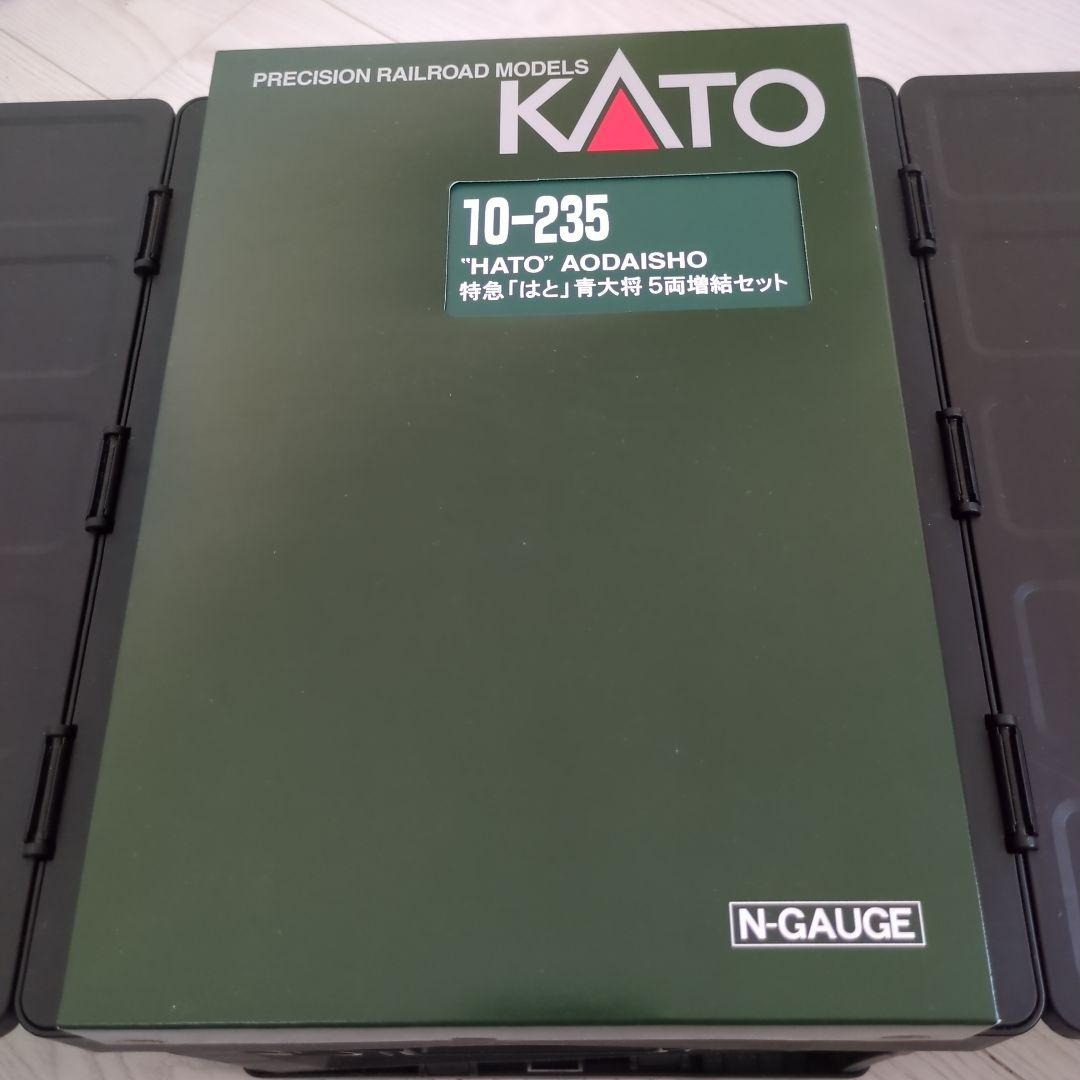 PRECISION RAILROAD MODELS
KATO
10-235
"HATO" AODAISHO
特急「はと」青大将 5両増結セット
N-GAUGE